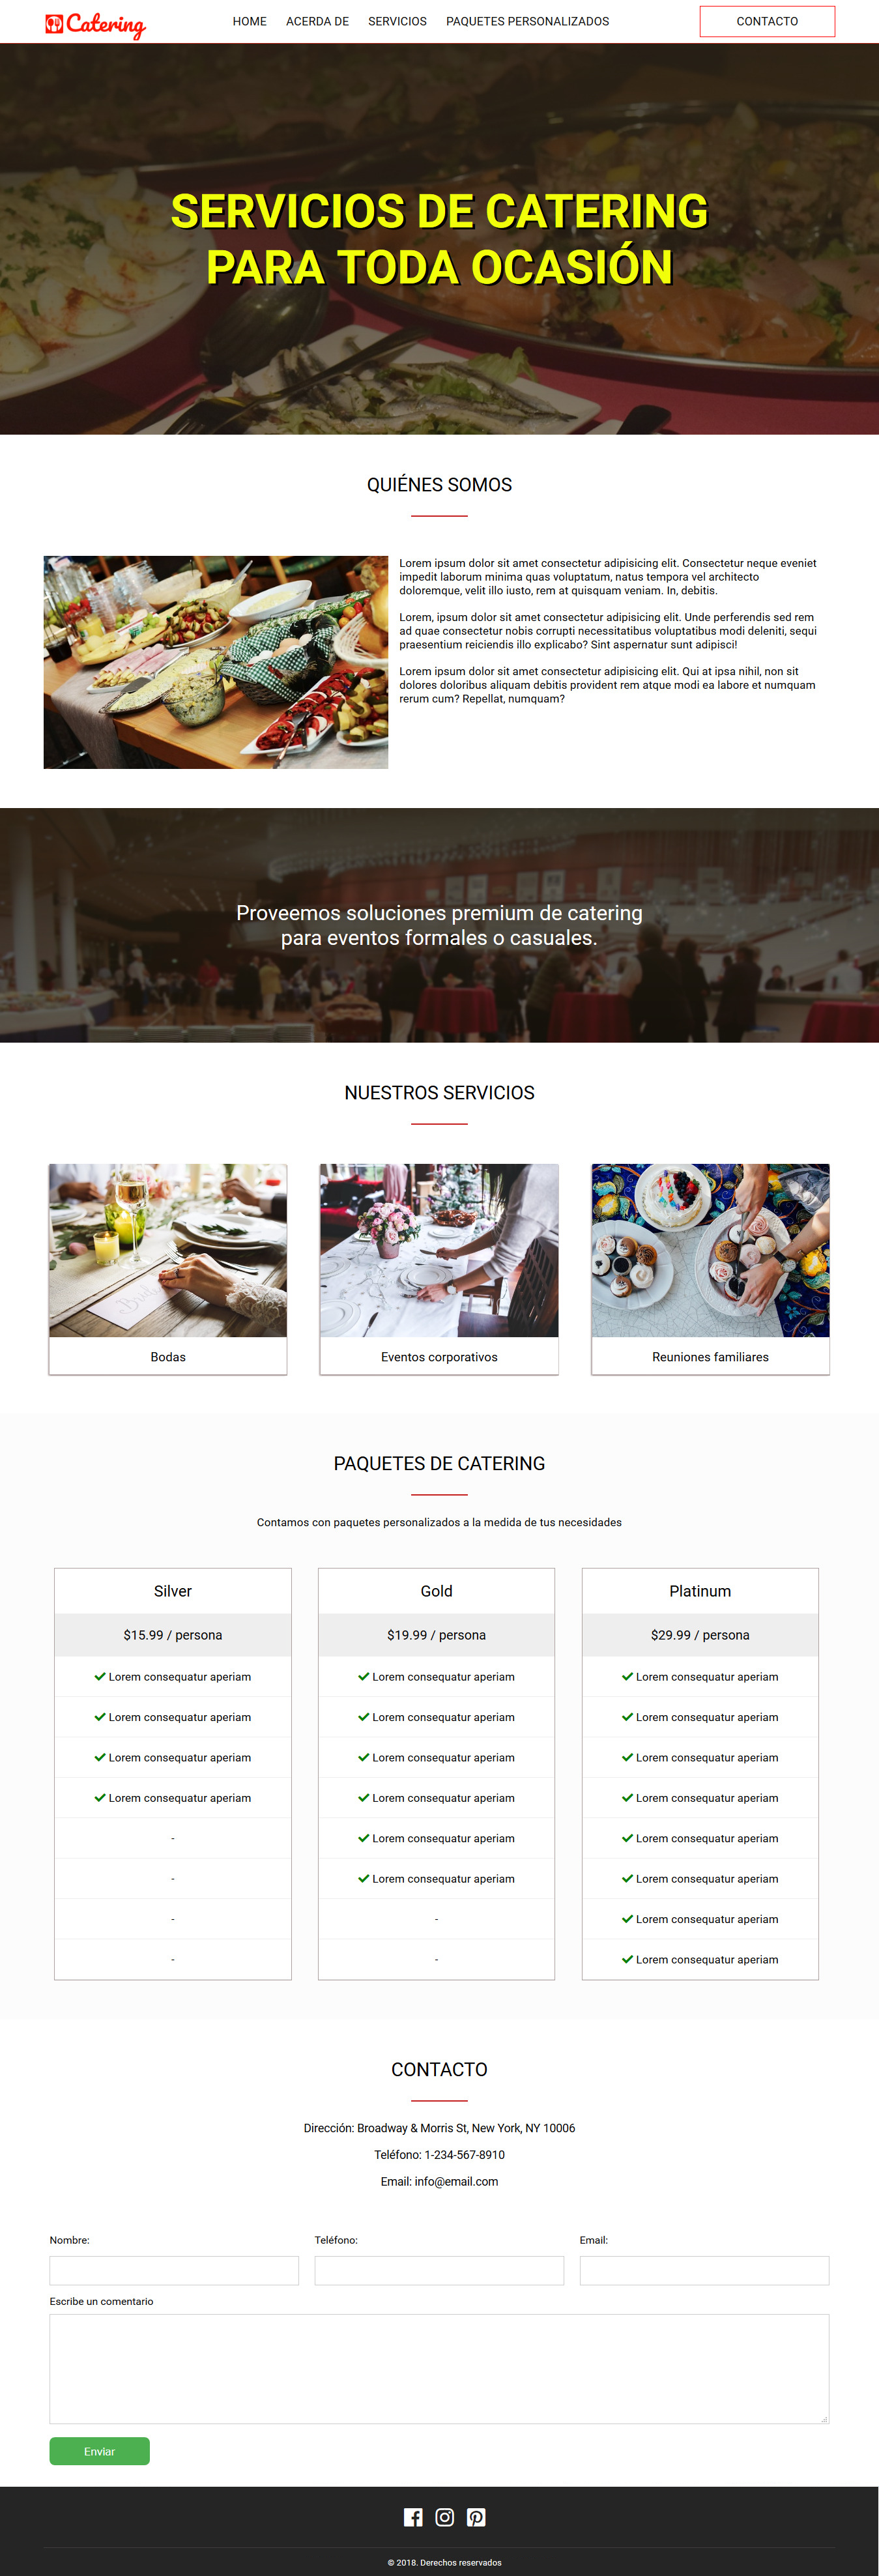 Catering
HOME ACERDA DE SERVICIOS PAQUETES PERSONALIZADOS CONTACTO
SERVICIOS DE CATERING
PARA TODA OCASIÓN
QUIÉNES SOMOS
Lorem ipsum dolor sit amet consectetur adipisicing elit. Consectetur neque eveniet
impedit laborum minima quas voluptatum, natus tempora vel architecto
doloremque, velit illo iusto, rem at quisquam veniam. In, debitis.
Lorem, ipsum dolor sit amet consectetur adipisicing elit. Unde perferendis sed rem
ad quae consectetur nobis corrupti necessitatibus voluptatibus modi deleniti, sequi
praesentium reiciendis illo explicabo? Sint aspernatur sunt adipisci!
Lorem ipsum dolor sit amet consectetur adipisicing elit. Qui at ipsa nihil, non sit
dolores doloribus aliquam debitis provident rem atque modi ea labore et numquam
rerum cum? Repellat, numquam?
Proveemos soluciones premium de catering
para eventos formales o casuales.
NUESTROS SERVICIOS
Bodas
Eventos corporativos
Reuniones familiares
PAQUETES DE CATERING
Contamos con paquetes personalizados a la medida de tus necesidades
Silver
$15.99 / persona
Lorem consequatur aperiam
Lorem consequatur aperiam
Lorem consequatur aperiam
Lorem consequatur aperiam
-
-
-
-
Gold
$19.99 / persona
Lorem consequatur aperiam
Lorem consequatur aperiam
Lorem consequatur aperiam
Lorem consequatur aperiam
Lorem consequatur aperiam
Lorem consequatur aperiam
-
-
Platinum
$29.99 / persona
Lorem consequatur aperiam
Lorem consequatur aperiam
Lorem consequatur aperiam
Lorem consequatur aperiam
Lorem consequatur aperiam
Lorem consequatur aperiam
Lorem consequatur aperiam
Lorem consequatur aperiam
CONTACTO
Dirección: Broadway & Morris St, New York, NY 10006
Teléfono: 1-234-567-8910
Email: info@email.com
Nombre:
Teléfono:
Email:
Escribe un comentario
Enviar
© 2018. Derechos reservados